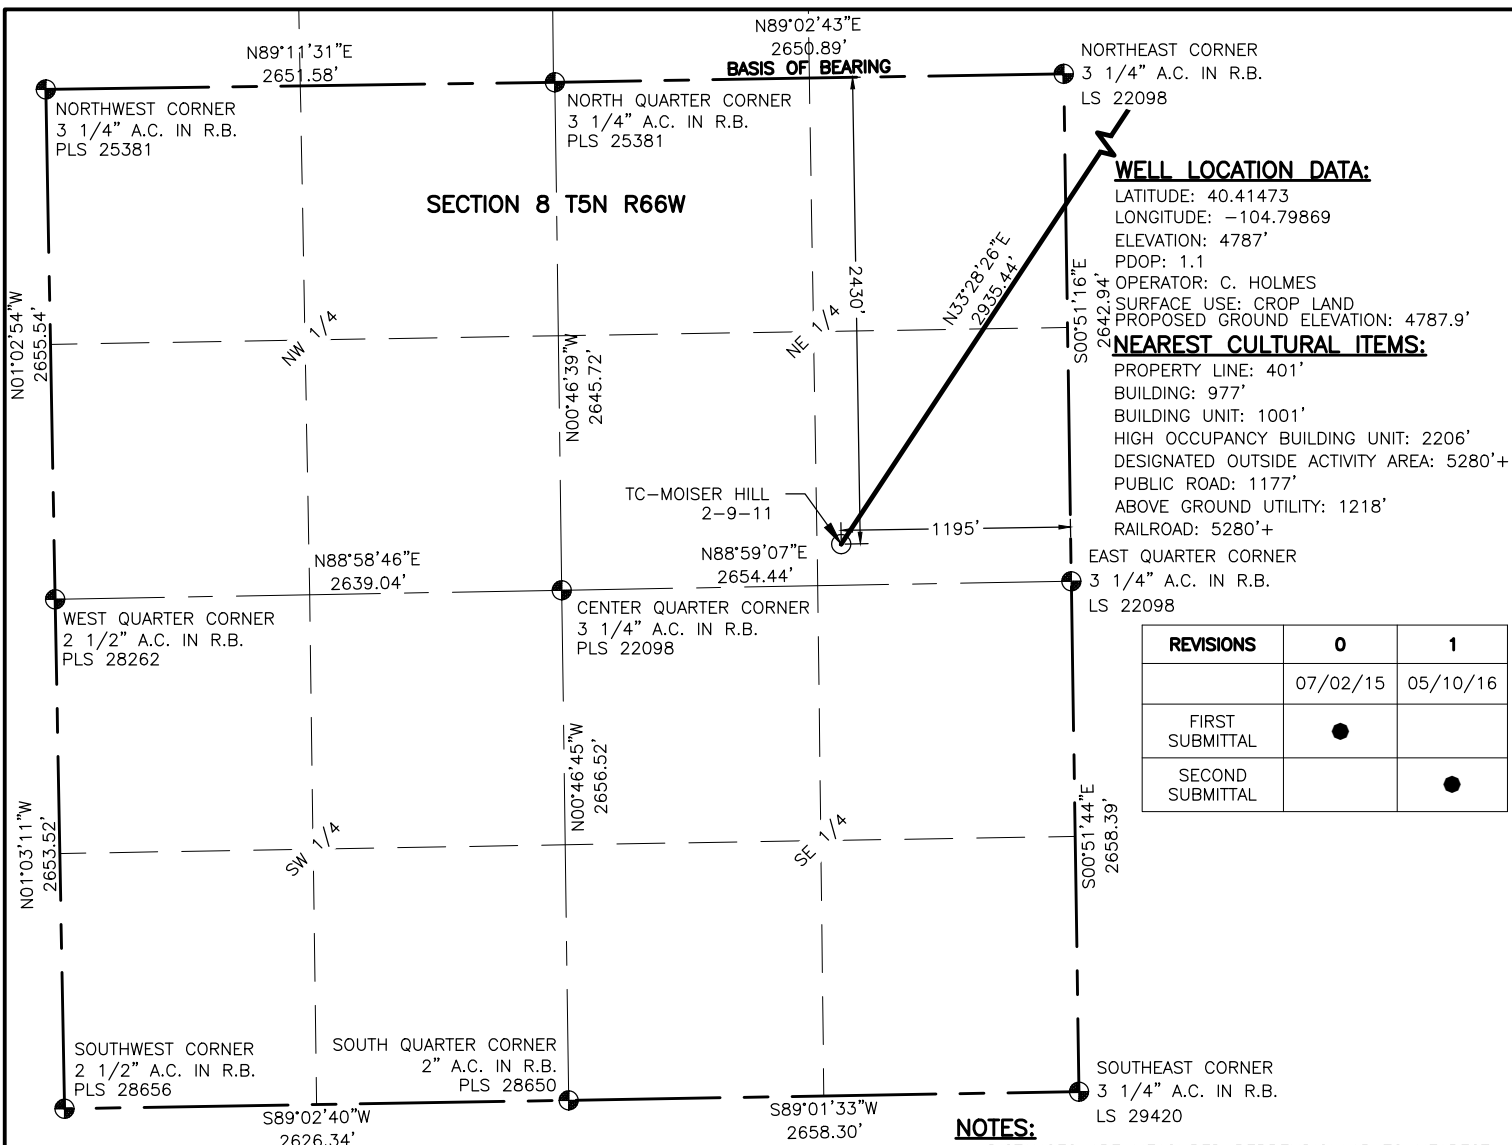 N89°11'31"E
2651.58'
N89°02'43"E
2650.89'
BASIS OF BEARING
NORTHEAST CORNER
3 1/4" A.C. IN R.B.
LS 22098
NORTHWEST CORNER
3 1/4" A.C. IN R.B.
PLS 25381
NORTH QUARTER CORNER
3 1/4" A.C. IN R.B.
PLS 25381
SECTION 8 T5N R66W
WELL LOCATION DATA:
LATITUDE: 40.41473
LONGITUDE: -104.79869
ELEVATION: 4787'
PDOP: 1.1
OPERATOR: C. HOLMES
SURFACE USE: CROP LAND
PROPOSED GROUND ELEVATION: 4787.9'
NEAREST CULTURAL ITEMS:
PROPERTY LINE: 401'
BUILDING: 977'
BUILDING UNIT: 1001'
HIGH OCCUPANCY BUILDING UNIT: 2206'
DESIGNATED OUTSIDE ACTIVITY AREA: 5280'+
PUBLIC ROAD: 1177'
ABOVE GROUND UTILITY: 1218'
RAILROAD: 5280'+
N01°02'54"W
2655.54'
NW 1/4
N00°46'39"W
2645.72'
NE 1/4
2430'
N33°28'26"E
2935.44'
S00°51'16"E
2642.94'
TC-MOISER HILL
2-9-11
1195'
N88°58'46"E
2639.04'
N88°59'07"E
2654.44'
EAST QUARTER CORNER
3 1/4" A.C. IN R.B.
LS 22098
WEST QUARTER CORNER
2 1/2" A.C. IN R.B.
PLS 28262
CENTER QUARTER CORNER
3 1/4" A.C. IN R.B.
PLS 22098
REVISIONS 0 1
07/02/15 05/10/16
FIRST
SUBMITTAL
SECOND
SUBMITTAL
N01°03'11"W
2653.52'
SW 1/4
N00°46'45"W
2656.52'
SE 1/4
S00°51'44"E
2658.39'
SOUTHWEST CORNER
2 1/2" A.C. IN R.B.
PLS 28656
SOUTH QUARTER CORNER
2" A.C. IN R.B.
PLS 28650
SOUTHEAST CORNER
3 1/4" A.C. IN R.B.
LS 29420
S89°02'40"W
2626.34'
S89°01'33"W
2658.30'
NOTES: